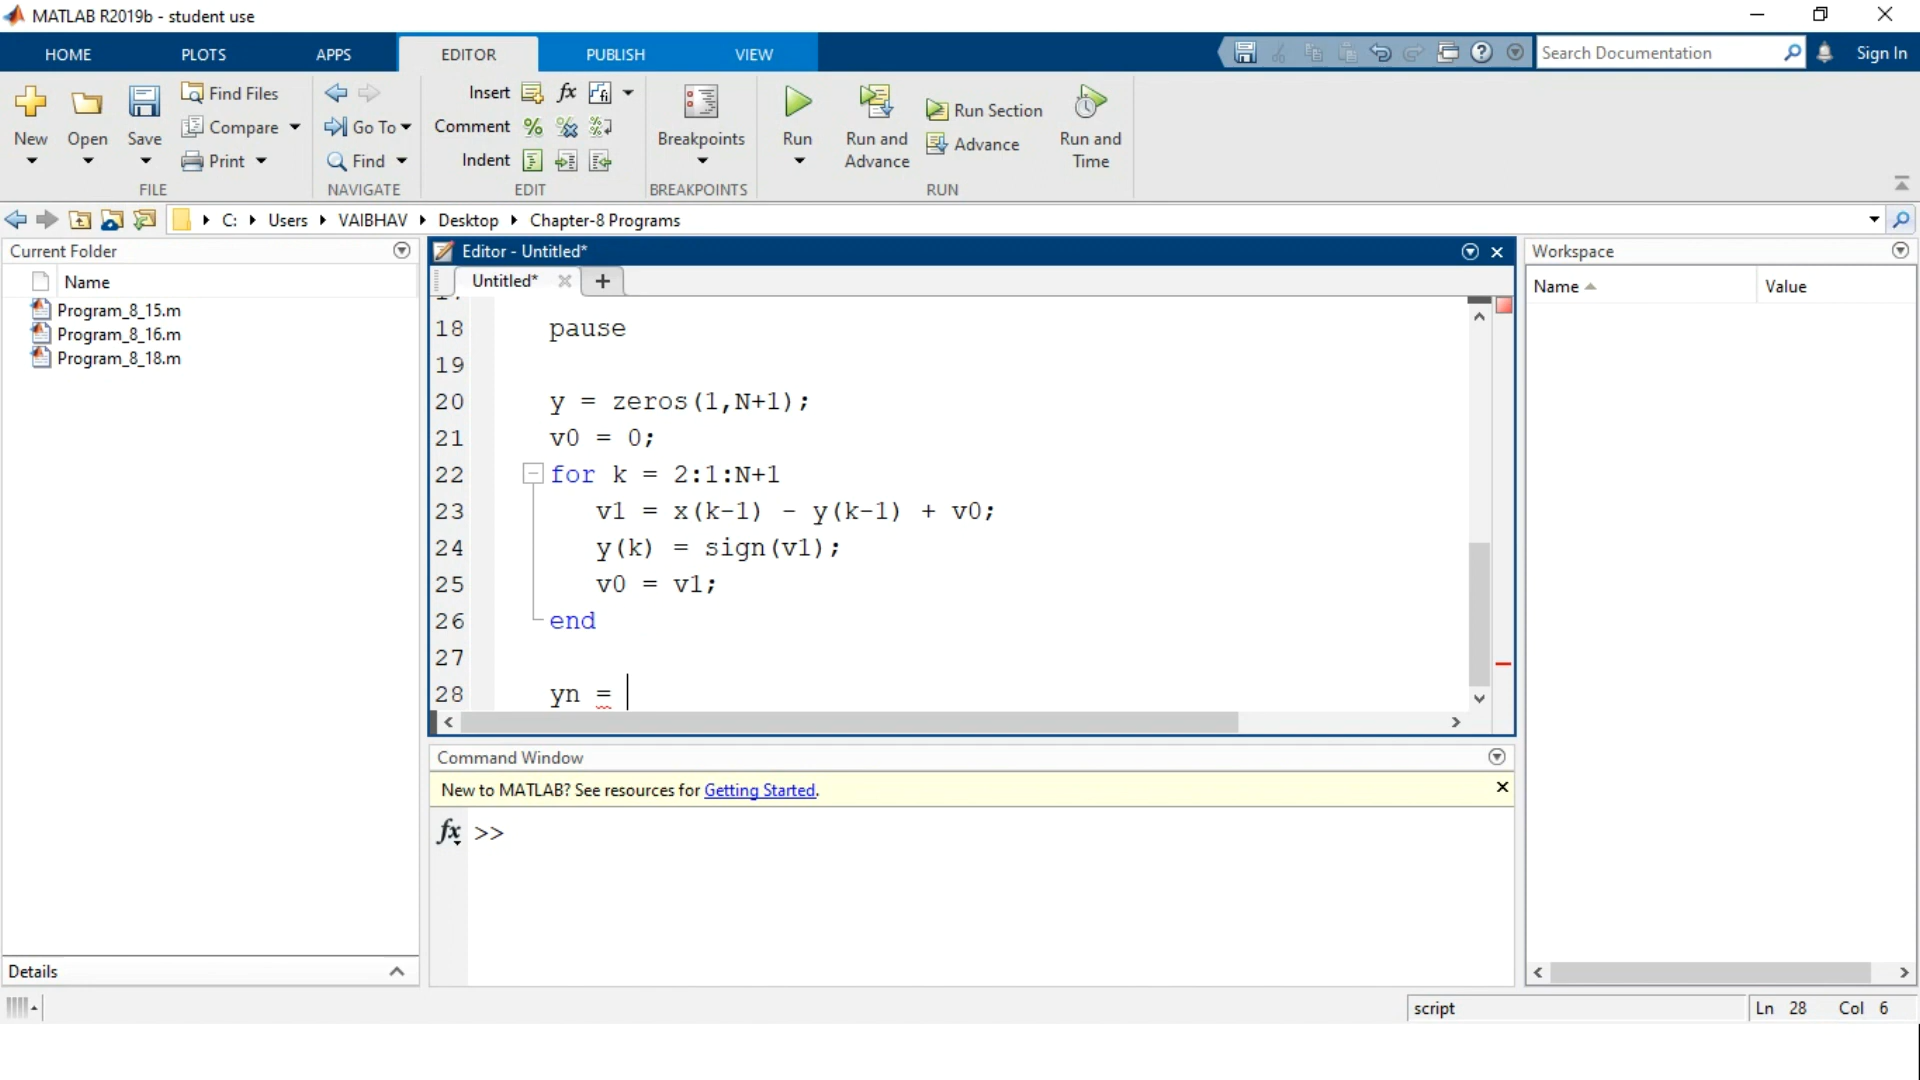 MATLAB R2019b - student use
HOME PLOTS APPS EDITOR PUBLISH VIEW Search Documentation Sign In
New Open Save Find Files Compare Print FILE
Go To Find NAVIGATE
Insert fx
Comment
Indent
EDIT
Breakpoints
BREAKPOINTS
Run
Run and Advance
Run Section
Advance
Run and Time
RUN
C: Users VAIBHAV Desktop Chapter-8 Programs
Current Folder
Name
Program_8_15.m
Program_8_16.m
Program_8_18.m
Details
Editor - Untitled*
Untitled* +
18 pause
19
20 y = zeros(1,N+1);
21 v0 = 0;
22 for k = 2:1:N+1
23 v1 = x(k-1) - y(k-1) + v0;
24 y(k) = sign(v1);
25 v0 = v1;
26 end
27
28 yn =
Command Window
New to MATLAB? See resources for Getting Started.
fx >>
Workspace
Name Value
script Ln 28 Col 6